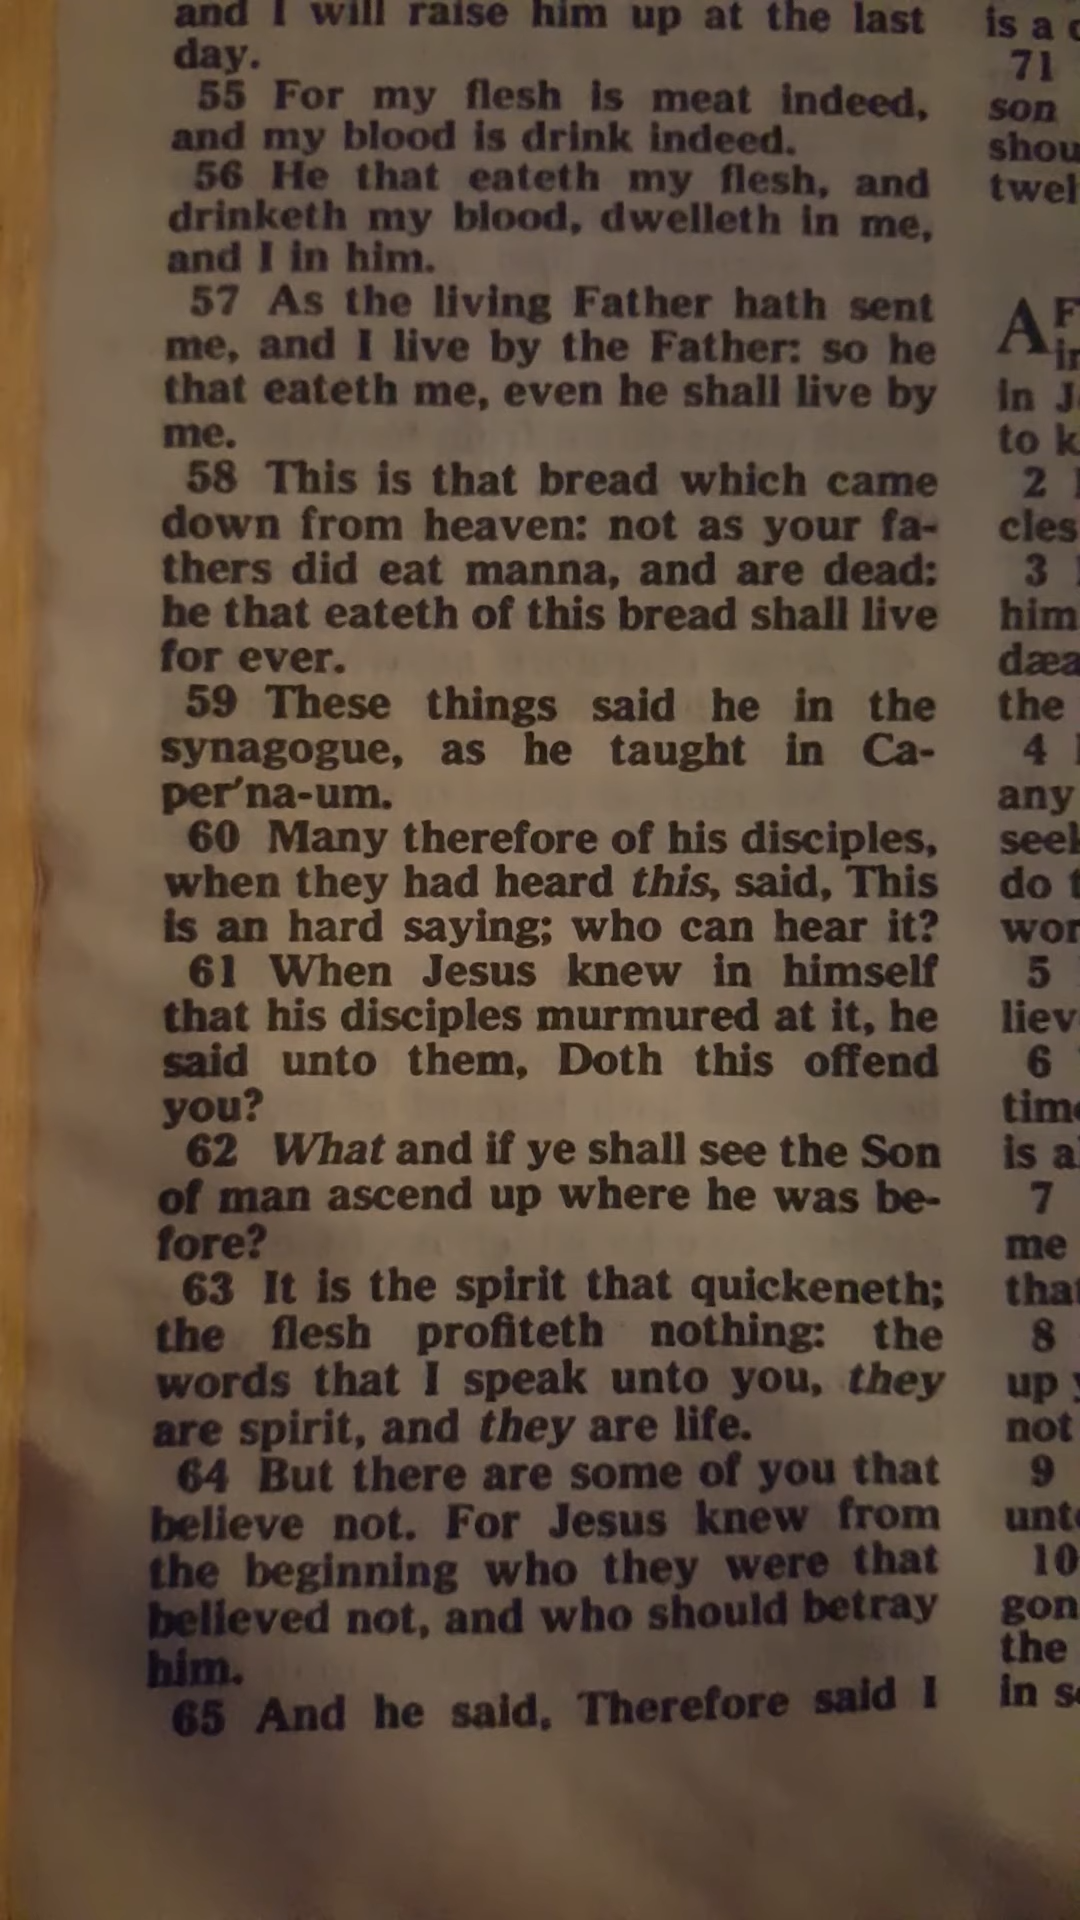 and I will raise him up at the last
day.
55 For my flesh is meat indeed,
and my blood is drink indeed.
56 He that eateth my flesh, and
drinketh my blood, dwelleth in me,
and I in him.
57 As the living Father hath sent
me, and I live by the Father: so he
that eateth me, even he shall live by
me.
58 This is that bread which came
down from heaven: not as your fa-
thers did eat manna, and are dead:
he that eateth of this bread shall live
for ever.
59 These things said he in the
synagogue, as he taught in Ca-
per'na-um.
60 Many therefore of his disciples,
when they had heard this, said, This
is an hard saying; who can hear it?
61 When Jesus knew in himself
that his disciples murmured at it, he
said unto them, Doth this offend
you?
62 What and if ye shall see the Son
of man ascend up where he was be-
fore?
63 It is the spirit that quickeneth;
the flesh profiteth nothing: the
words that I speak unto you, they
are spirit, and they are life.
64 But there are some of you that
believe not. For Jesus knew from
the beginning who they were that
believed not, and who should betray
him.
65 And he said, Therefore said I
is a
71
son
shou
twel
A F
in
in J
to k
2
cles
3
him
dæa
the
4
any
seek
do t
wor
5
liev
6
time
is a
7
me
that
8
up y
not
9
unto
10
gon
the
in se